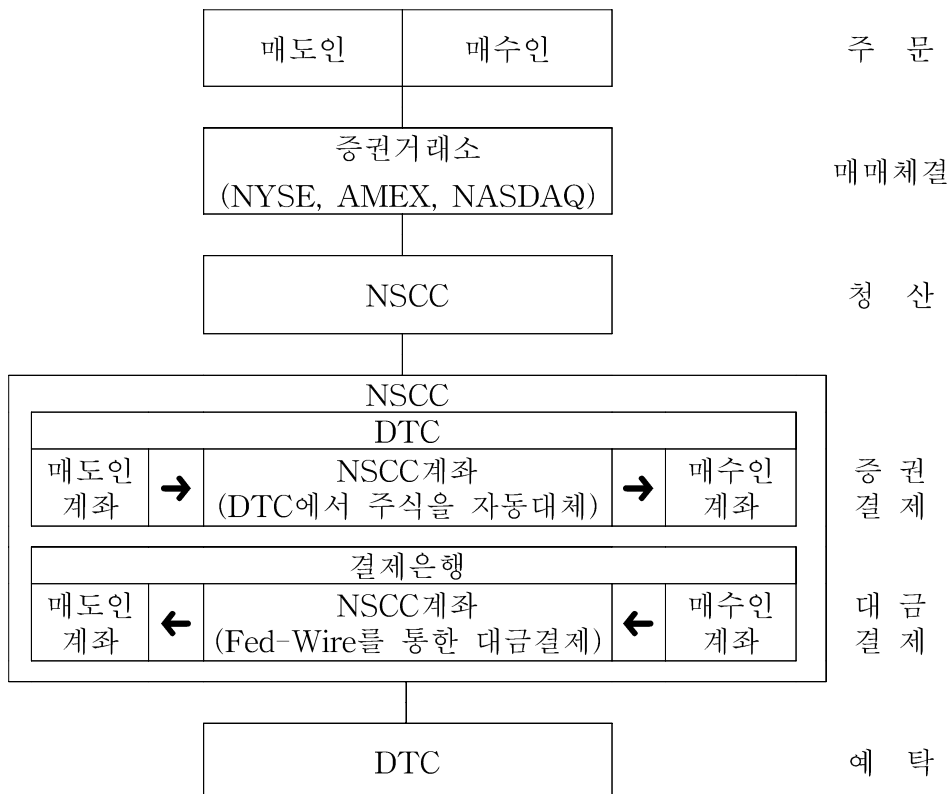 매도인 매수인 주 문
증권거래소
(NYSE, AMEX, NASDAQ)
매매체결
NSCC 청 산
NSCC
DTC
매도인 NSCC계좌 매수인 증 권
계좌 (DTC에서 주식을 자동대체) 계좌 결 제
결제은행
매도인 NSCC계좌 매수인 대 금
계좌 (Fed-Wire를 통한 대금결제) 계좌 결 제
DTC 예 탁